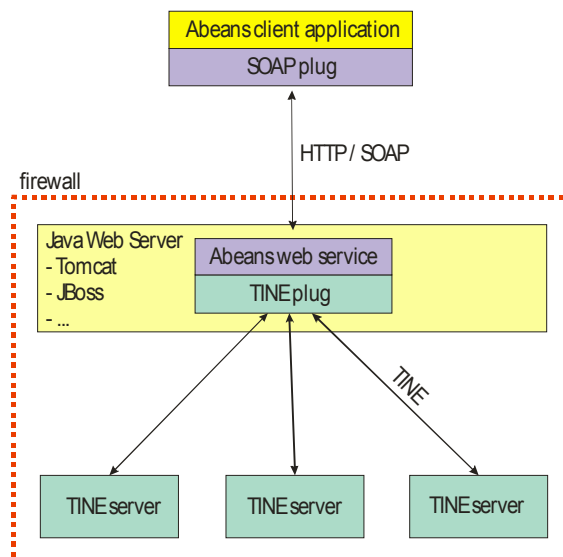 Abeans client application
SOAP plug
HTTP / SOAP
firewall
Java Web Server
- Tomcat
- JBoss
- ...
Abeans web service
TINE plug
TINE
TINE server
TINE server
TINE server